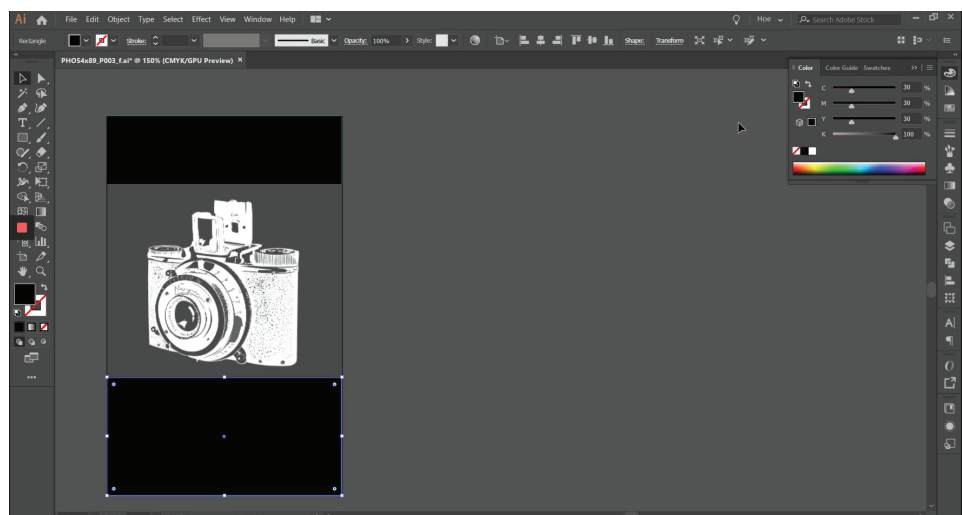 Ai File Edit Object Type Select Effect View Window Help Hoe Search Adobe Stock
Rectangle Stroke: Basic Opacity: 100% Style: Shape: Transform
PHO54x89_P003_f.ai* @ 150% (CMYK/GPU Preview) ×
Color Color Guide Swatches
C 30 %
M 30 %
Y 30 %
K 100 %